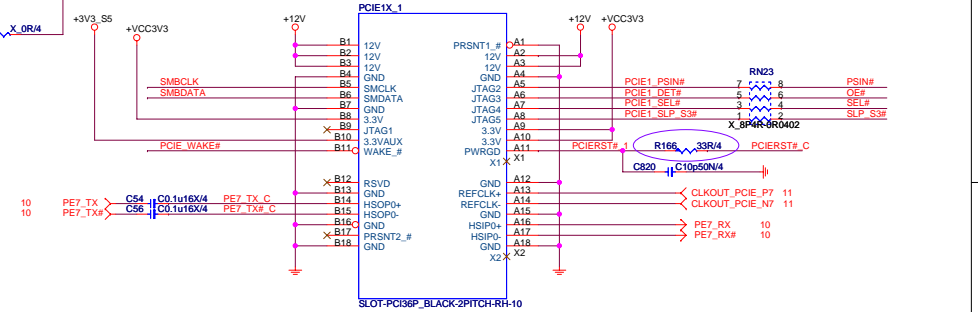 PCIE1X_1
X_0R/4
+3V3_S5
+VCC3V3
+12V
+12V
+VCC3V3
B1 12V PRSNT1_# A1
B2 12V 12V A2
B3 12V 12V A3
B4 GND GND A4
SMBCLK B5 SMCLK JTAG2 A5 PCIE1_PSIN# 7 8 PSIN#
SMBDATA B6 SMDATA JTAG3 A6 PCIE1_DET# 5 6 OE#
B7 GND JTAG4 A7 PCIE1_SEL# 3 4 SEL#
B8 3.3V JTAG5 A8 PCIE1_SLP_S3# 1 2 SLP_S3#
RN23
X_8P4R-0R0402
B9 JTAG1 3.3V A9
B10 3.3VAUX 3.3V A10
PCIE_WAKE# B11 WAKE_# PWRGD A11 PCIERST#_1 R166 33R/4 PCIERST#_C
X1 X1
C820 C10p50N/4
B12 RSVD GND A12
B13 GND REFCLK+ A13 CLKOUT_PCIE_P7 11
10 PE7_TX C54 C0.1u16X/4 PE7_TX_C B14 HSOP0+ REFCLK- A14 CLKOUT_PCIE_N7 11
10 PE7_TX# C56 C0.1u16X/4 PE7_TX#_C B15 HSOP0- GND A15
B16 GND HSIP0+ A16 PE7_RX 10
B17 PRSNT2_# HSIP0- A17 PE7_RX# 10
B18 GND GND A18
X2 X2
SLOT-PCI36P_BLACK-2PITCH-RH-10